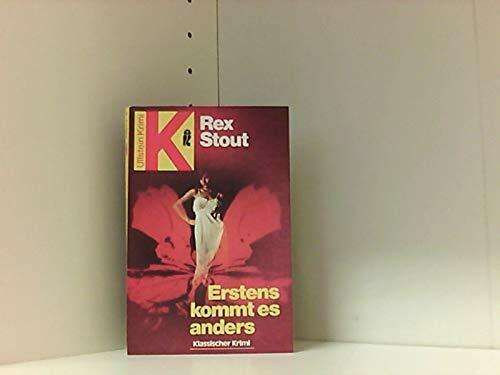 Ullstein Krimi
K
Rex
Stout
Erstens
kommt es
anders
Klassischer Krimi